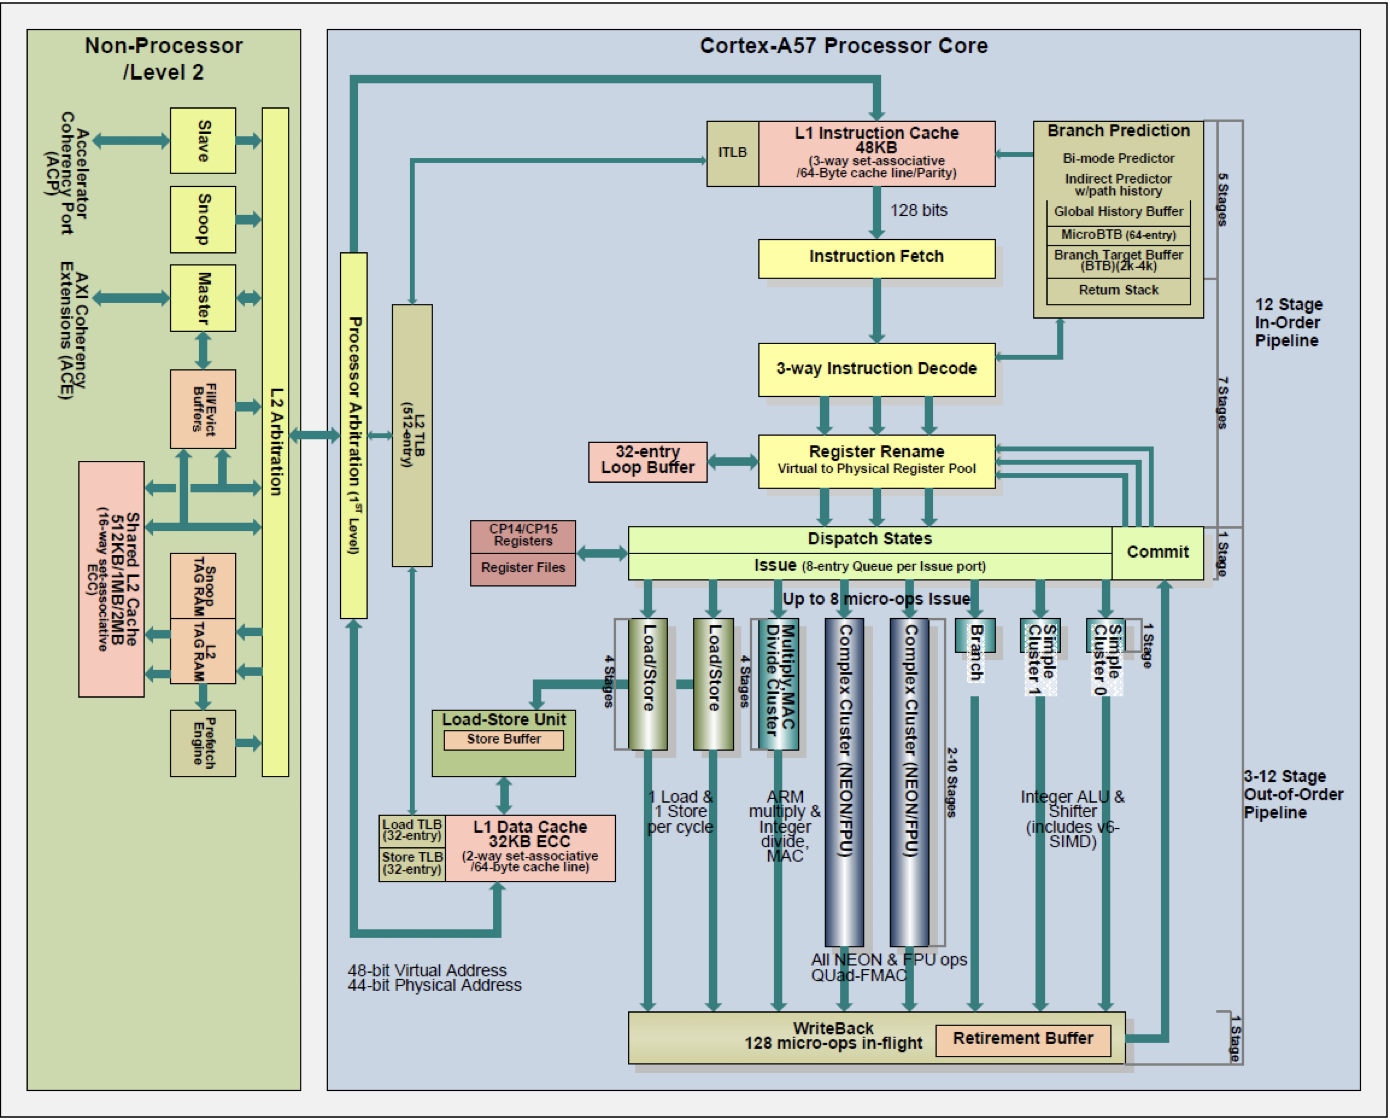 Non-Processor
/Level 2
Accelerator
Coherency Port
(ACP)
AXI Coherency
Extensions (ACE)
Slave
Snoop
Master
Fill/Evict
Buffers
Shared L2 Cache
512KB/1MB/2MB
(16-way set-associative
ECC)
Snoop
TAG RAM
L2
TAG RAM
Prefetch
Engine
L2 Arbitration
Cortex-A57 Processor Core
Processor Arbitration (1ST Level)
L2 TLB
(512-entry)
ITLB
L1 Instruction Cache
48KB
(3-way set-associative
/64-Byte cache line/Parity)
128 bits
Instruction Fetch
Branch Prediction
Bi-mode Predictor
Indirect Predictor
w/path history
Global History Buffer
MicroBTB (64-entry)
Branch Target Buffer
(BTB)(2k-4k)
Return Stack
5 Stages
12 Stage
In-Order
Pipeline
3-way Instruction Decode
7 Stages
32-entry
Loop Buffer
Register Rename
Virtual to Physical Register Pool
CP14/CP15
Registers
Register Files
Dispatch States
Issue (8-entry Queue per Issue port)
Commit
1 Stage
Up to 8 micro-ops Issue
4 Stages
Load/Store
Load/Store
4 Stages
Multiply,MAC
Divide Cluster
Complex Cluster (NEON/FPU)
Complex Cluster (NEON/FPU)
2-10 Stages
Branch
Simple
Cluster 1
Simple
Cluster 0
1 Stage
Load-Store Unit
Store Buffer
Load TLB
(32-entry)
Store TLB
(32-entry)
L1 Data Cache
32KB ECC
(2-way set-associative
/64-byte cache line)
1 Load &
1 Store
per cycle
ARM
multiply &
Integer
divide,
MAC
Integer ALU &
Shifter
(includes v6-
SIMD)
3-12 Stage
Out-of-Order
Pipeline
All NEON & FPU ops
QUad-FMAC
48-bit Virtual Address
44-bit Physical Address
WriteBack
128 micro-ops in-flight
Retirement Buffer
1 Stage